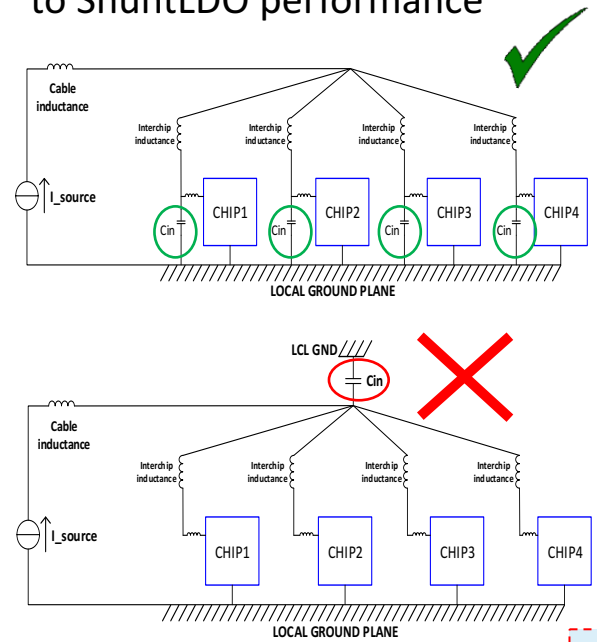 to ShuntLDO performance
Cable
inductance
Interchip
inductance
Interchip
inductance
Interchip
inductance
Interchip
inductance
I_source
Cin
CHIP1
Cin
CHIP2
Cin
CHIP3
Cin
CHIP4
LOCAL GROUND PLANE
LCL GND
Cin
Cable
inductance
Interchip
inductance
Interchip
inductance
Interchip
inductance
Interchip
inductance
I_source
CHIP1
CHIP2
CHIP3
CHIP4
LOCAL GROUND PLANE